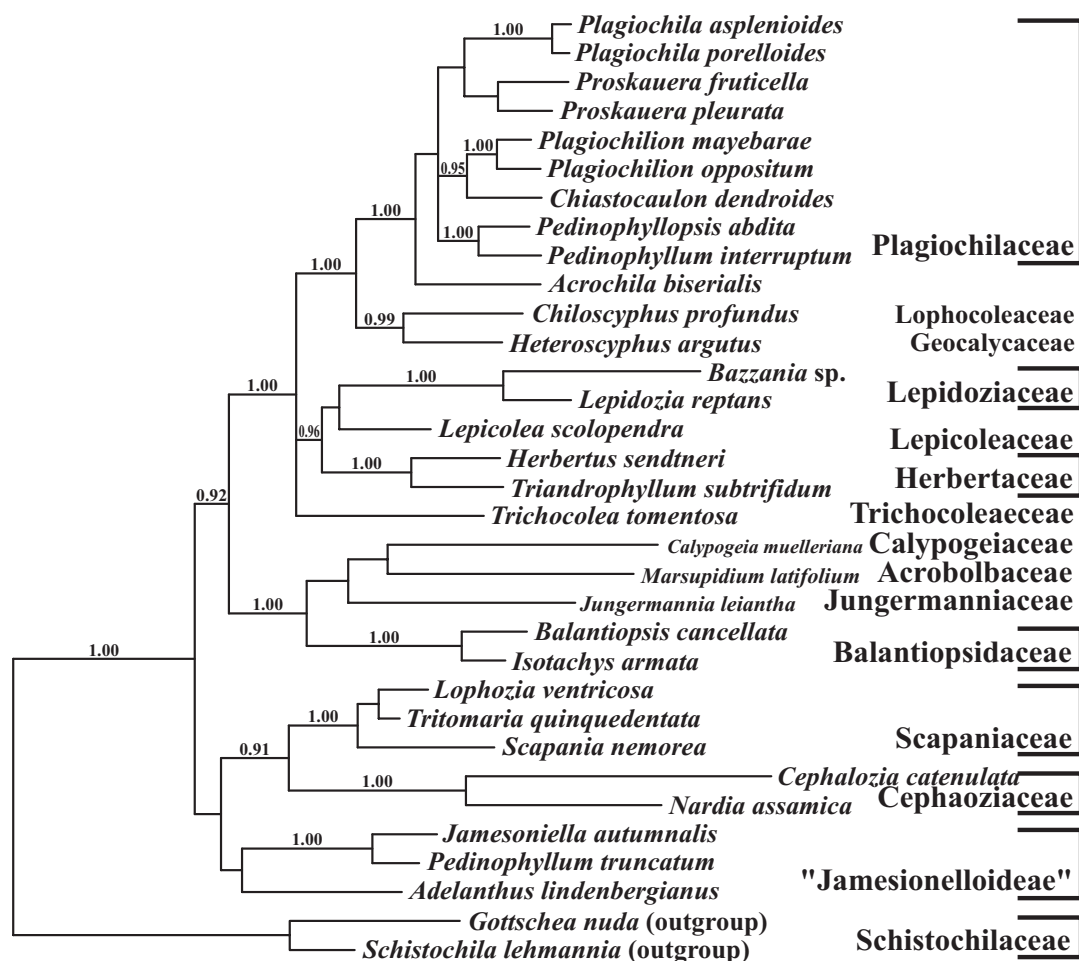 1.00 Plagiochila asplenioides
Plagiochila porelloides
Proskauera fruticella
Proskauera pleurata
1.00 Plagiochilion mayebarae
0.95 Plagiochilion oppositum
Chiastocaulon dendroides
1.00 Pedinophyllopsis abdita
1.00 Pedinophyllum interruptum Plagiochilaceae
1.00 Acrochila biserialis
0.99 Chiloscyphus profundus Lophocoleaceae
Heteroscyphus argutus Geocalycaceae
1.00 1.00 Bazzania sp.
Lepidozia reptans Lepidoziaceae
0.96 Lepicolea scolopendra Lepicoleaceae
1.00 Herbertus sendtneri Herbertaceae
Triandrophyllum subtrifidum
0.92 Trichocolea tomentosa Trichocoleaeceae
Calypogeia muelleriana Calypogeiaceae
Marsupidium latifolium Acrobolbaceae
1.00 Jungermannia leiantha Jungermanniaceae
1.00 Balantiopsis cancellata
1.00 Isotachys armata Balantiopsidaceae
Lophozia ventricosa
1.00 Tritomaria quinquedentata
0.91 Scapania nemorea Scapaniaceae
1.00 Cephalozia catenulata
Nardia assamica Cephaoziaceae
1.00 Jamesoniella autumnalis
Pedinophyllum truncatum
Adelanthus lindenbergianus "Jamesionelloideae"
Gottschea nuda (outgroup)
Schistochila lehmannia (outgroup) Schistochilaceae